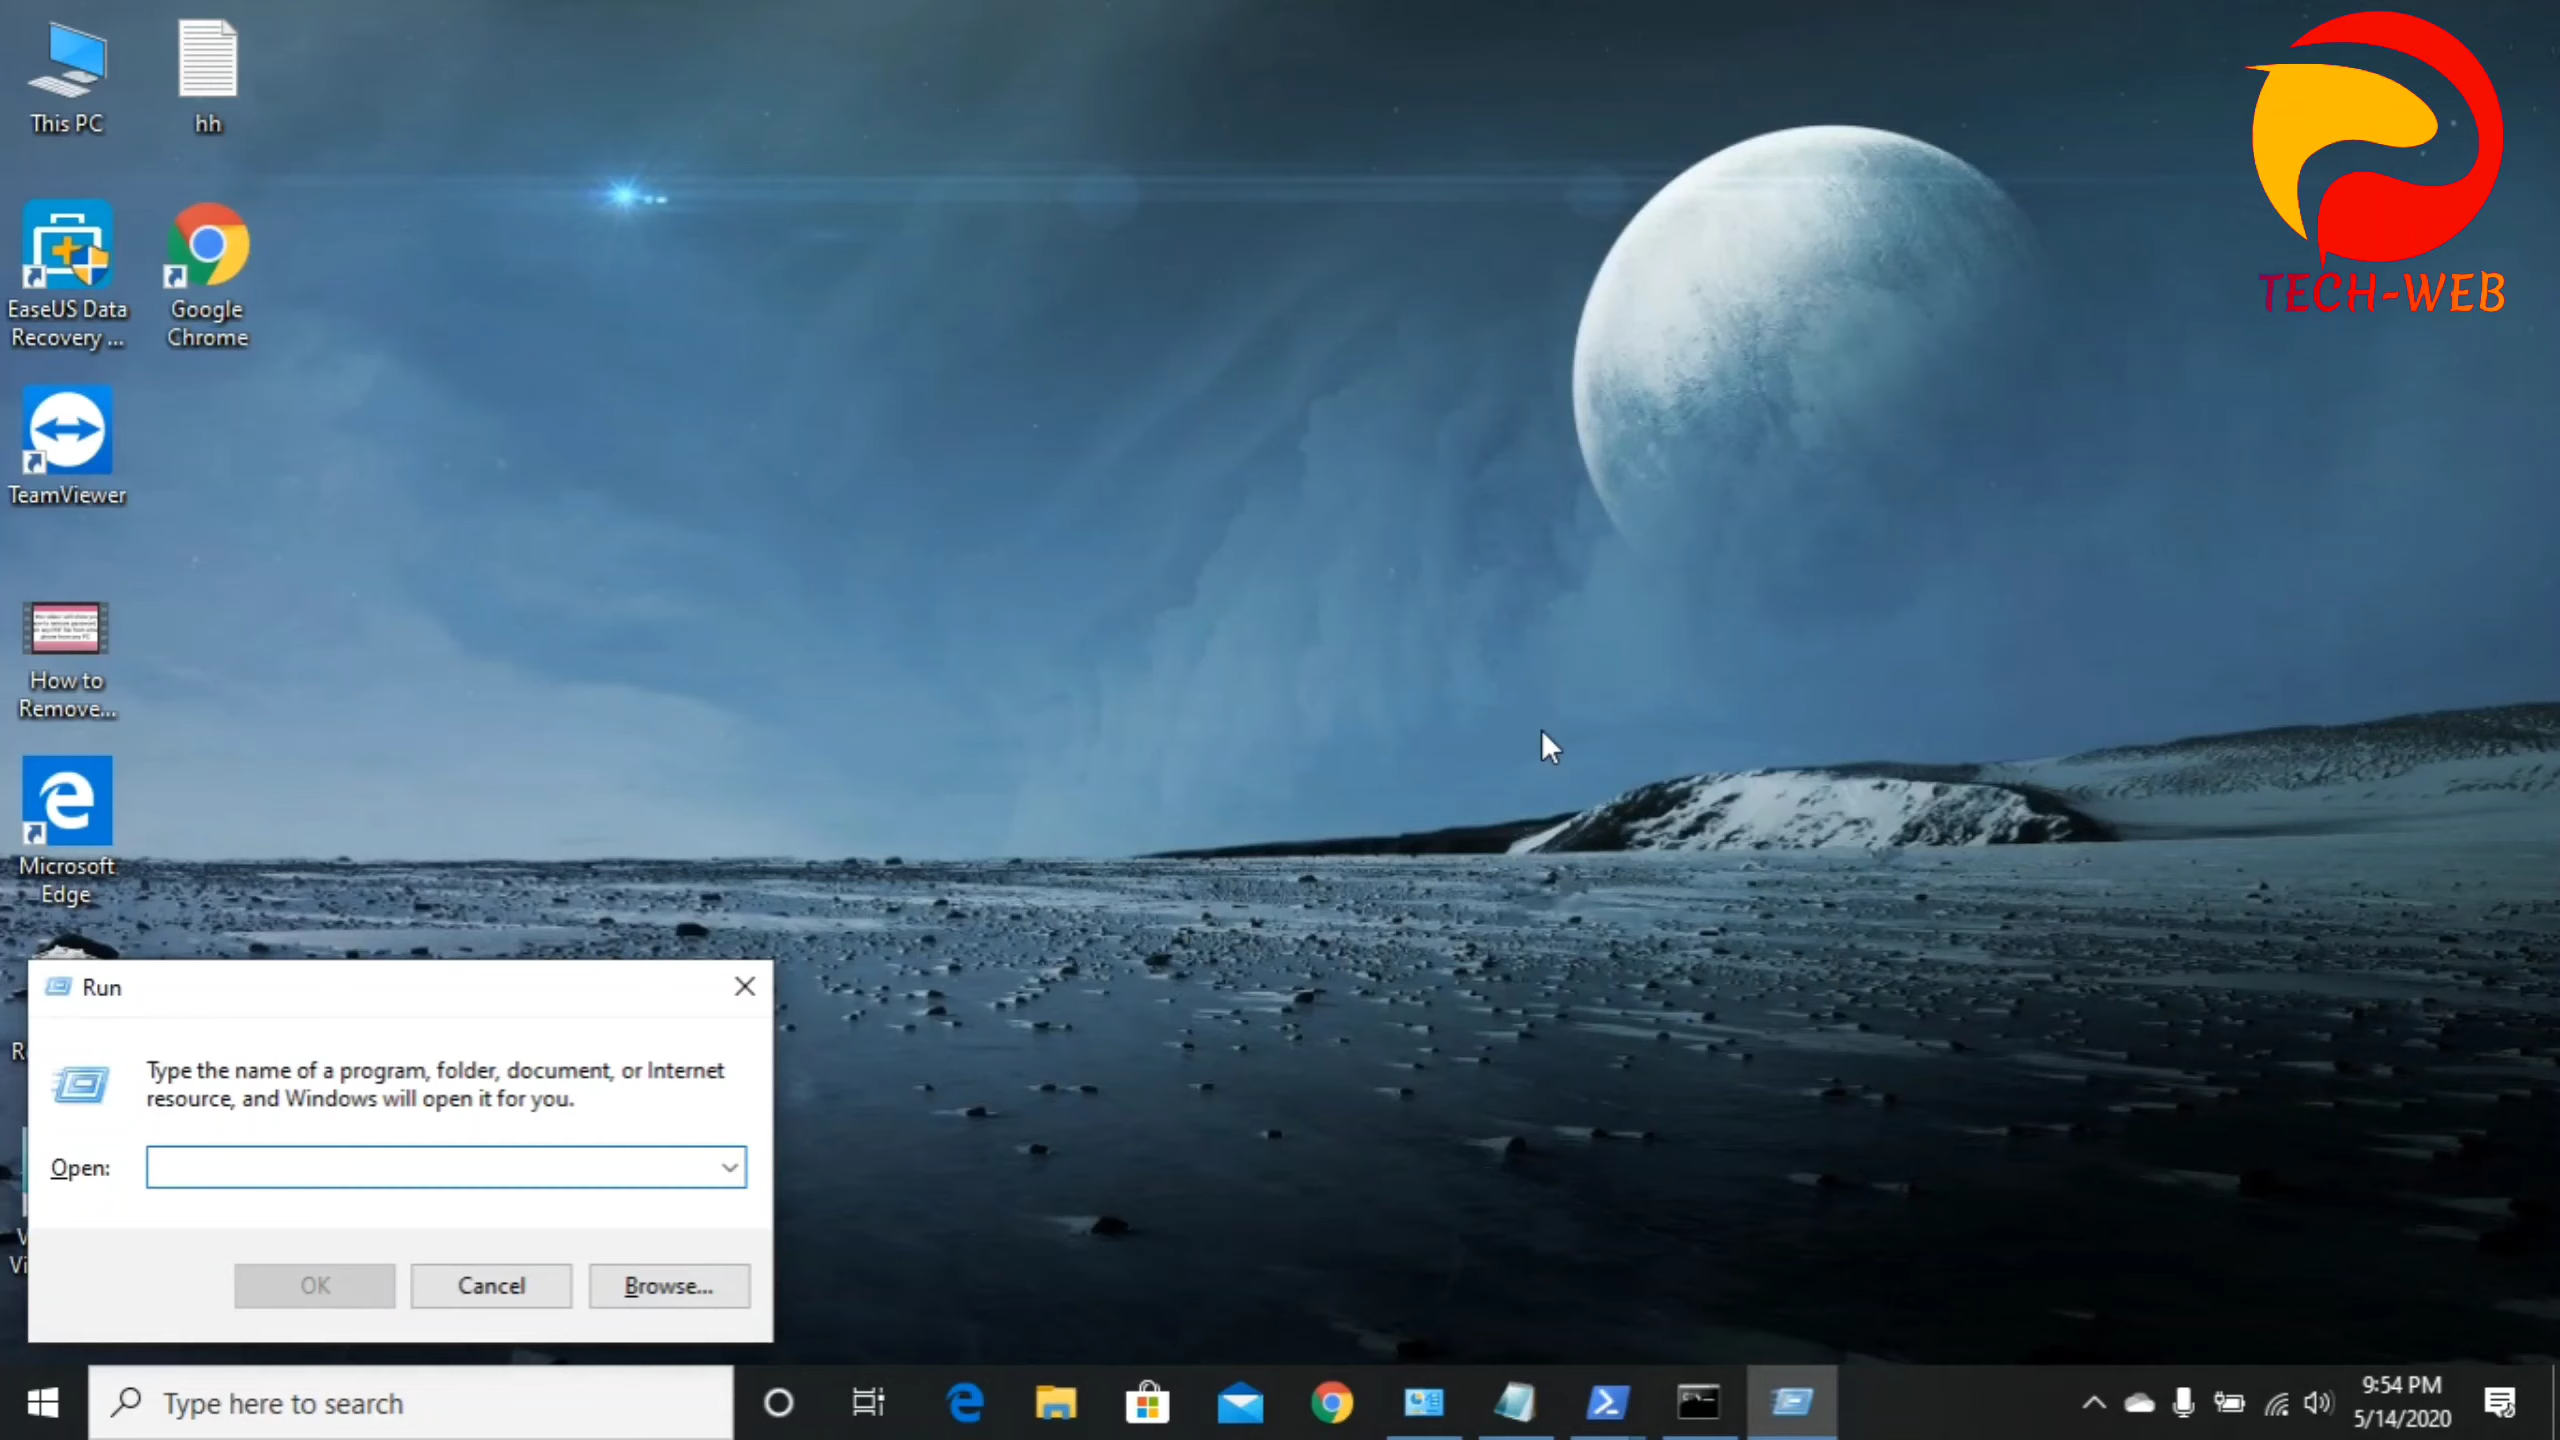 This PC
hh
EaseUS Data
Recovery ...
Google
Chrome
TeamViewer
How to
Remove...
Microsoft
Edge
TECH-WEB
Run
Type the name of a program, folder, document, or Internet
resource, and Windows will open it for you.
Open:
OK
Cancel
Browse...
Type here to search
9:54 PM
5/14/2020